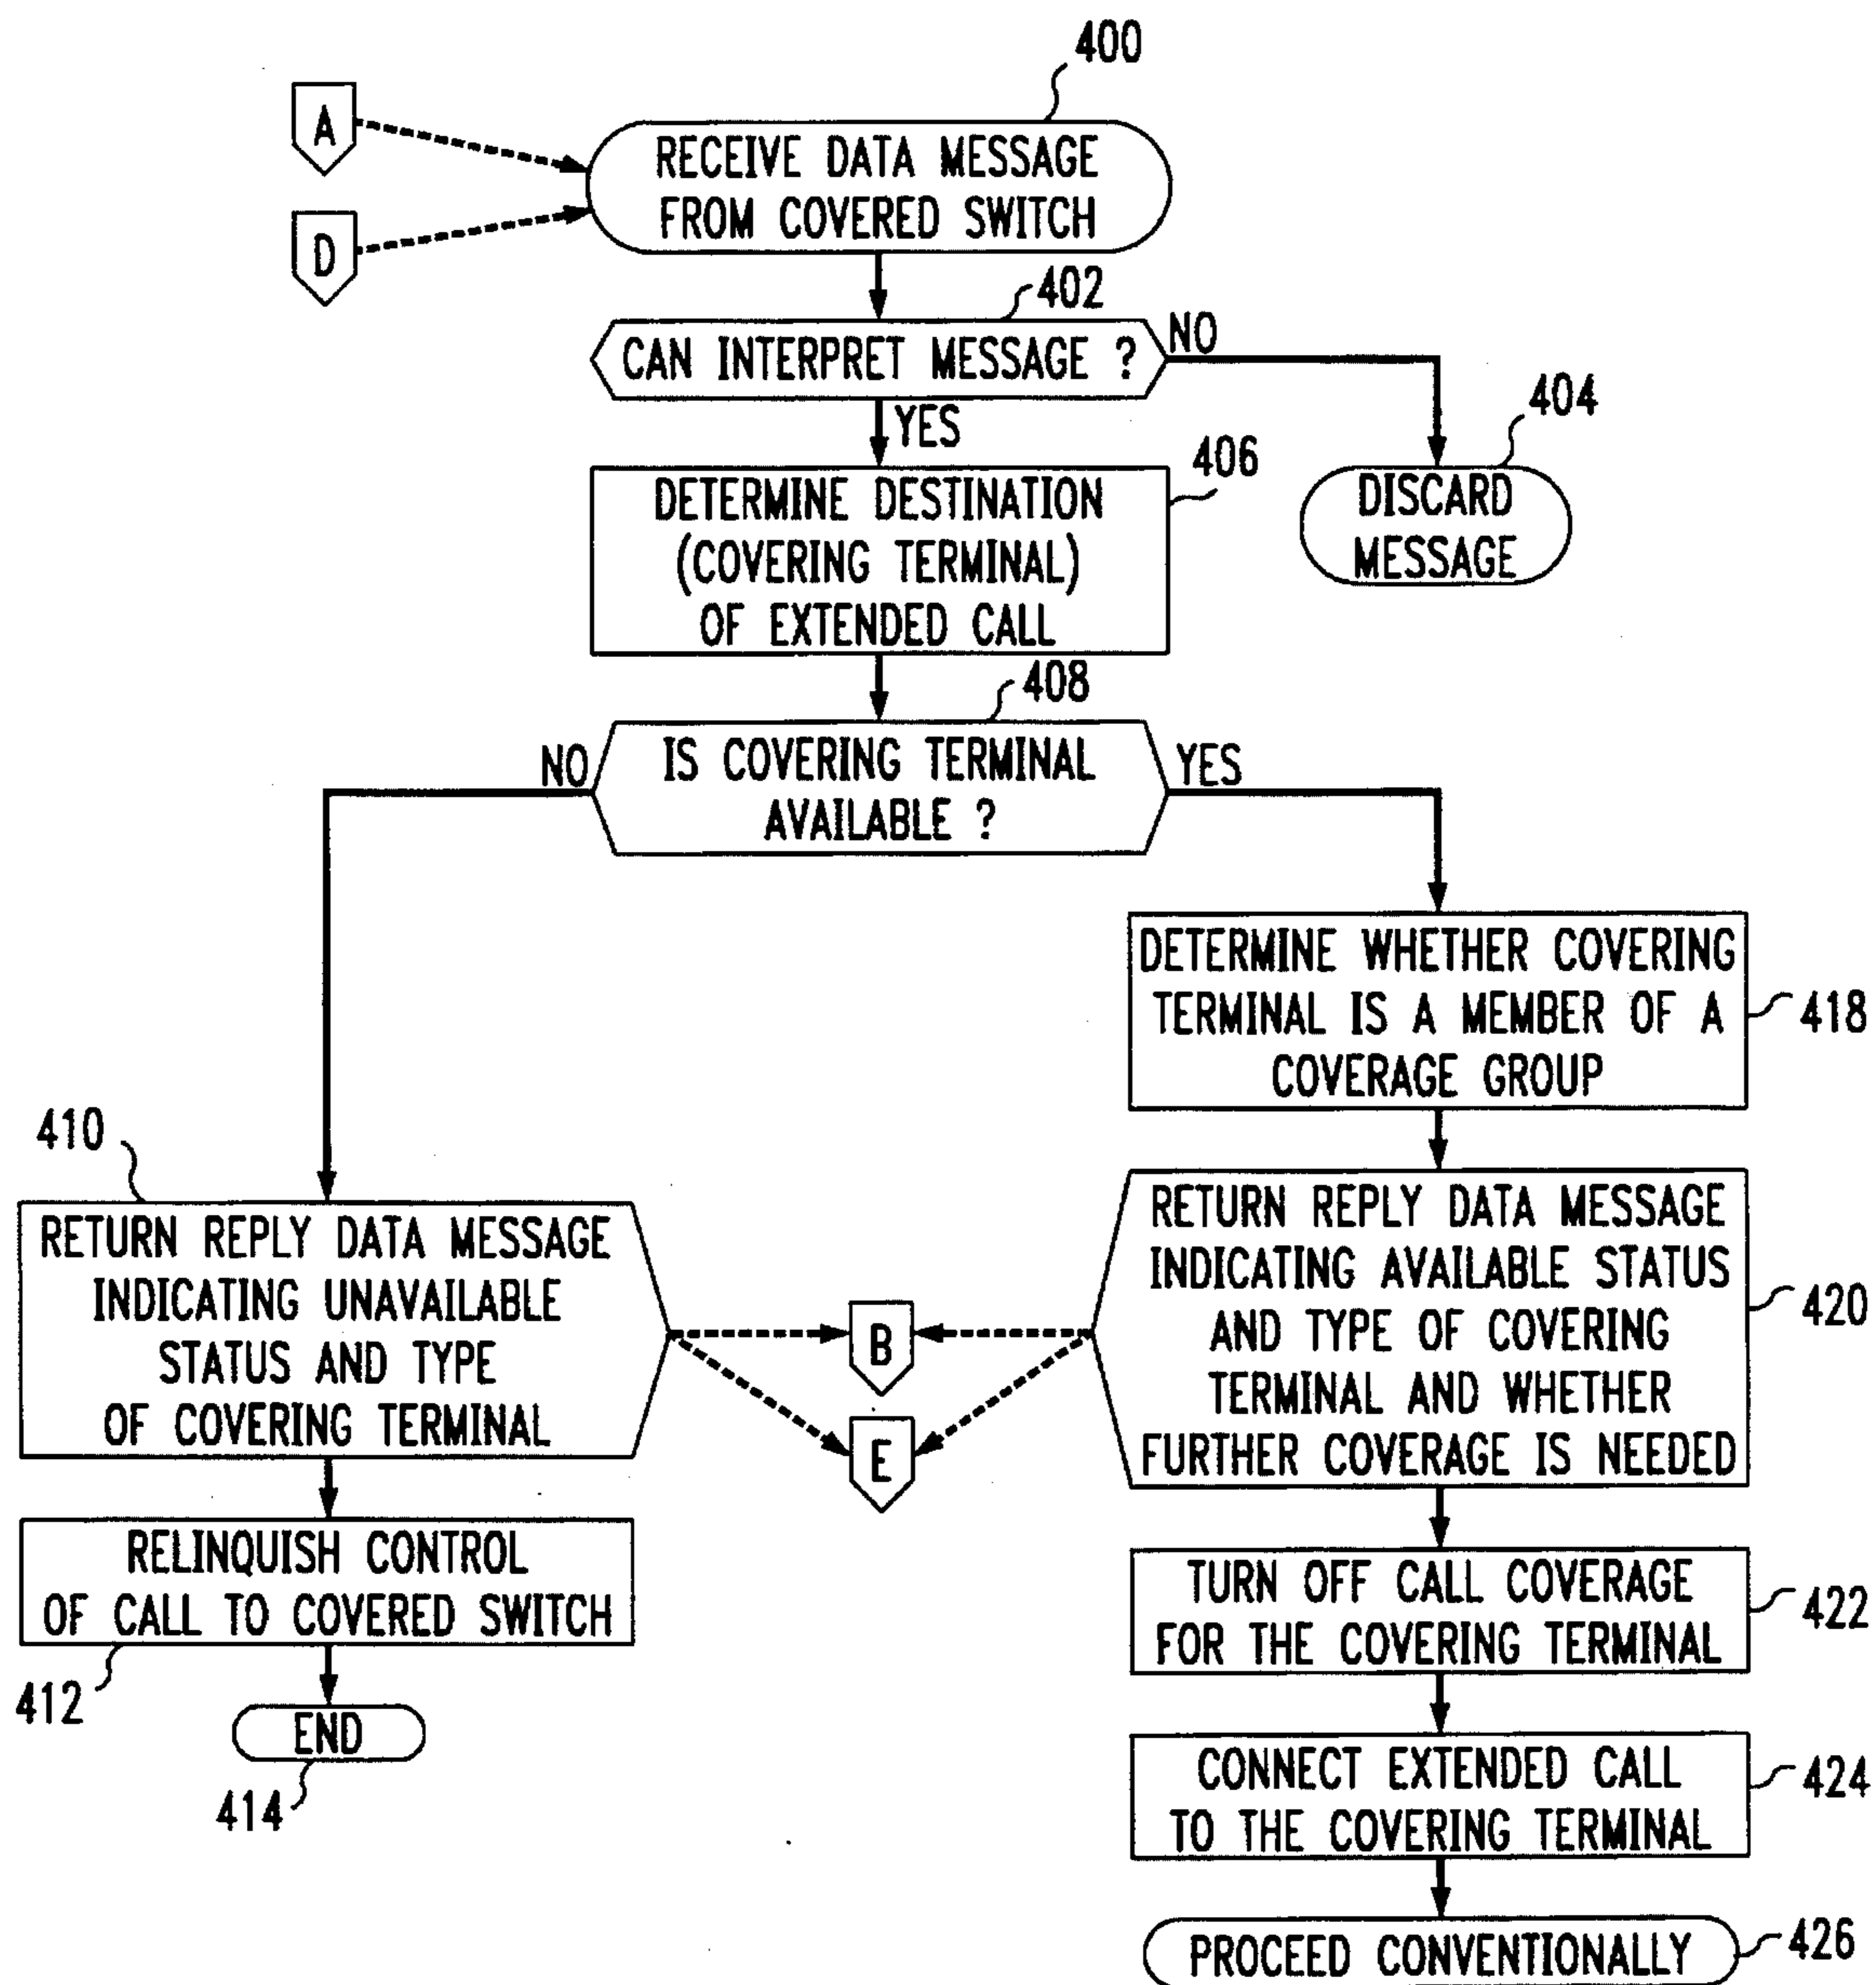 400
A
RECEIVE DATA MESSAGE
FROM COVERED SWITCH
D
402
CAN INTERPRET MESSAGE ?
NO
YES
404
DISCARD
MESSAGE
406
DETERMINE DESTINATION
(COVERING TERMINAL)
OF EXTENDED CALL
408
NO
IS COVERING TERMINAL
AVAILABLE ?
YES
DETERMINE WHETHER COVERING
TERMINAL IS A MEMBER OF A
COVERAGE GROUP
418
410
RETURN REPLY DATA MESSAGE
INDICATING UNAVAILABLE
STATUS AND TYPE
OF COVERING TERMINAL
B
E
RETURN REPLY DATA MESSAGE
INDICATING AVAILABLE STATUS
AND TYPE OF COVERING
TERMINAL AND WHETHER
FURTHER COVERAGE IS NEEDED
420
RELINQUISH CONTROL
OF CALL TO COVERED SWITCH
412
END
414
TURN OFF CALL COVERAGE
FOR THE COVERING TERMINAL
422
CONNECT EXTENDED CALL
TO THE COVERING TERMINAL
424
PROCEED CONVENTIONALLY
426